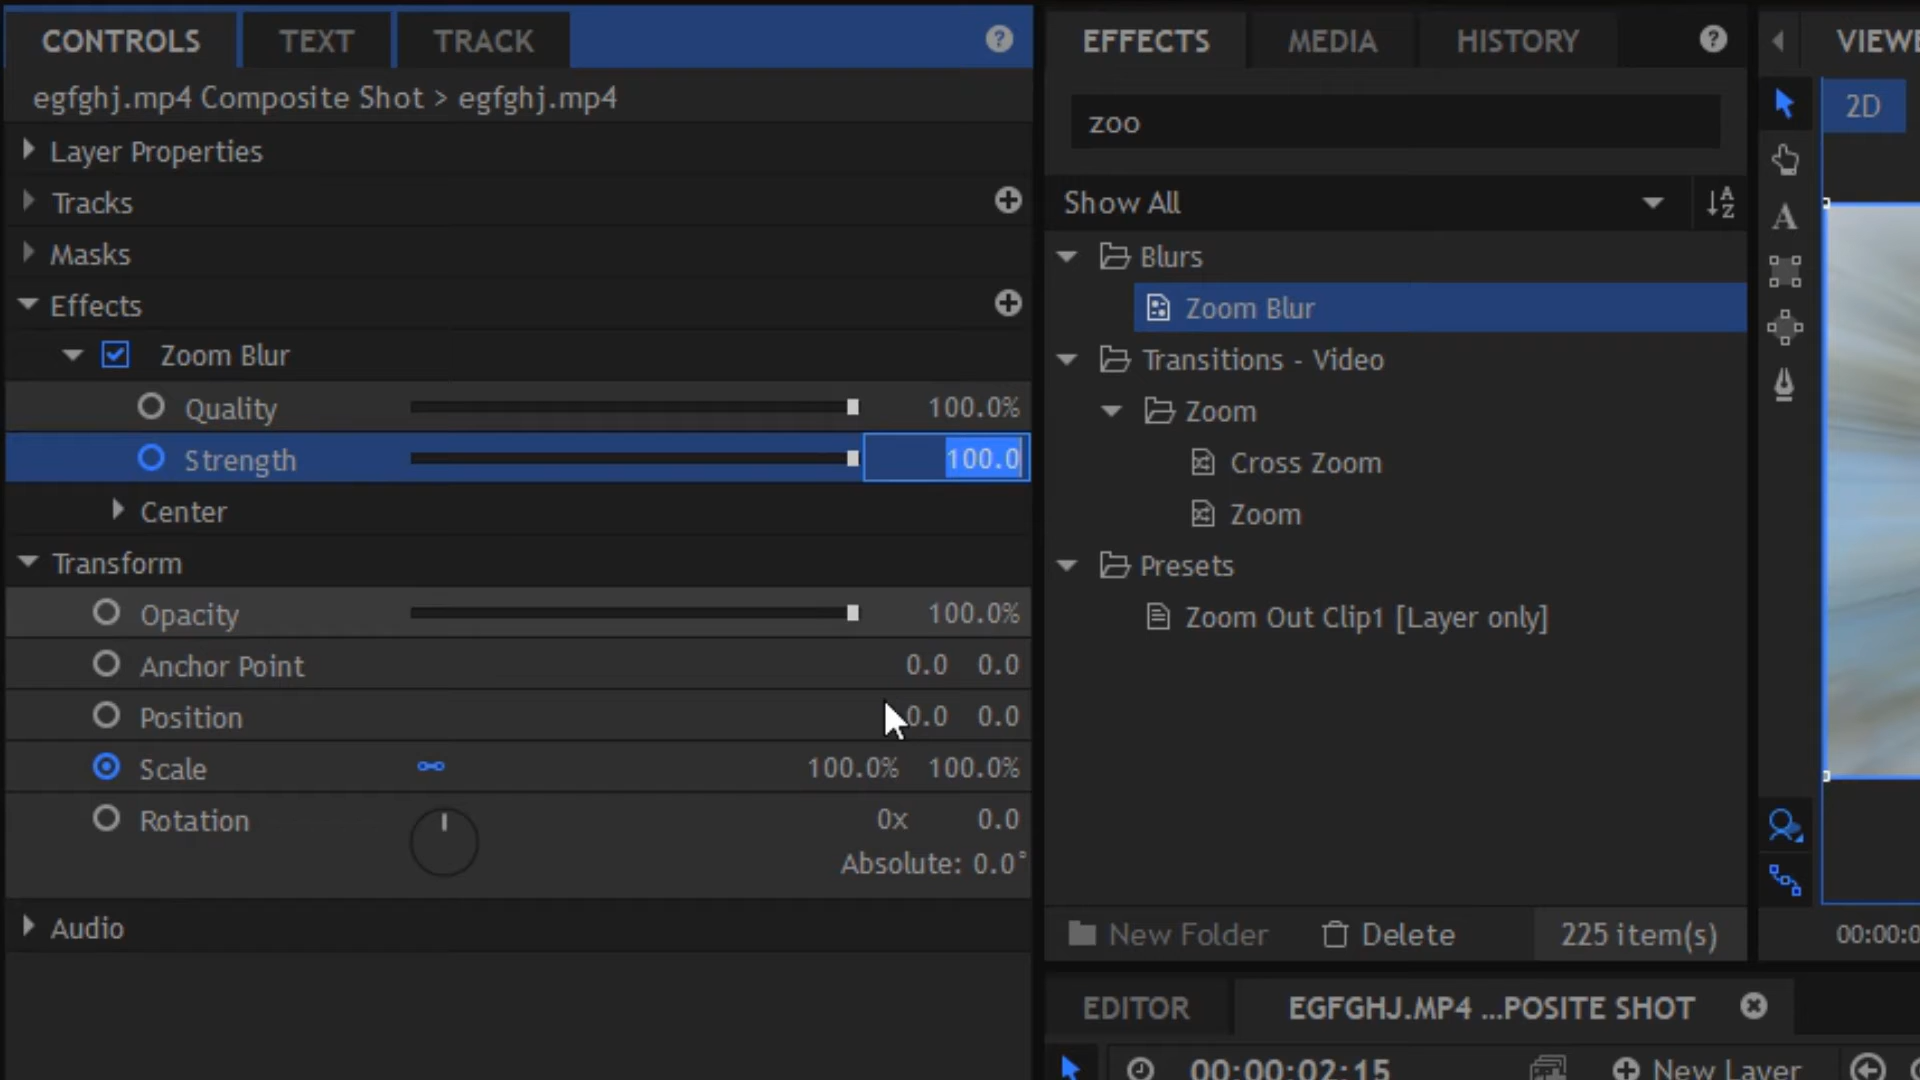 CONTROLS
TEXT
TRACK
?
egfghj.mp4 Composite Shot > egfghj.mp4
Layer Properties
Tracks
Masks
Effects
Zoom Blur
Quality 100.0%
Strength 100.0
Center
Transform
Opacity 100.0%
Anchor Point 0.0 0.0
Position 0.0 0.0
Scale 100.0% 100.0%
Rotation 0x 0.0
Absolute: 0.0°
Audio
EFFECTS
MEDIA
HISTORY
?
zoo
Show All
A
Z
Blurs
Zoom Blur
Transitions - Video
Zoom
Cross Zoom
Zoom
Presets
Zoom Out Clip1 [Layer only]
New Folder
Delete
225 item(s)
VIEWE
2D
A
00:00:0
EDITOR
EGFGHJ.MP4 ...POSITE SHOT
00:00:02:15
New Layer